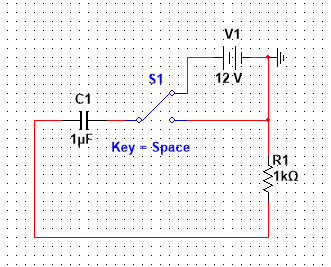 V1
12 V
S1
C1
1µF
Key = Space
R1
1kΩ